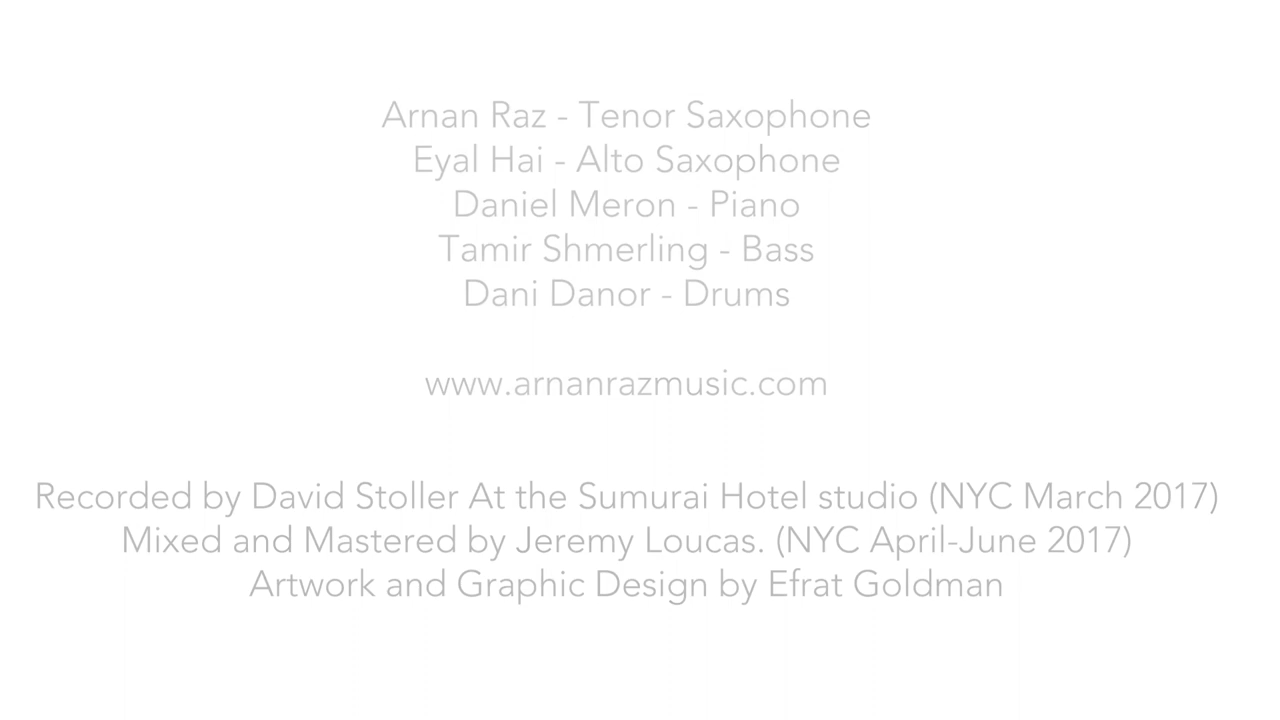 Arnan Raz - Tenor Saxophone
Eyal Hai - Alto Saxophone
Daniel Meron - Piano
Tamir Shmerling - Bass
Dani Danor - Drums
www.arnanrazmusic.com
Recorded by David Stoller At the Sumurai Hotel studio (NYC March 2017)
Mixed and Mastered by Jeremy Loucas. (NYC April-June 2017)
Artwork and Graphic Design by Efrat Goldman